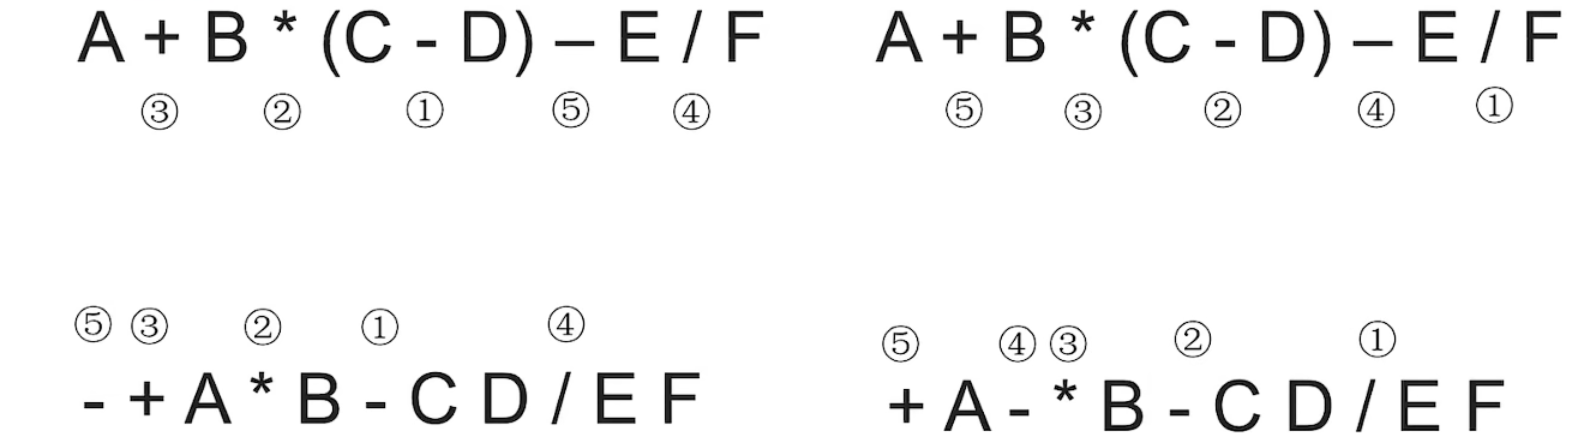 A + B * (C - D) – E / F
③ ② ① ⑤ ④
A + B * (C - D) – E / F
⑤ ③ ② ④ ①
⑤ ③ ② ① ④
- + A * B - C D / E F
⑤ ④ ③ ② ①
+ A - * B - C D / E F